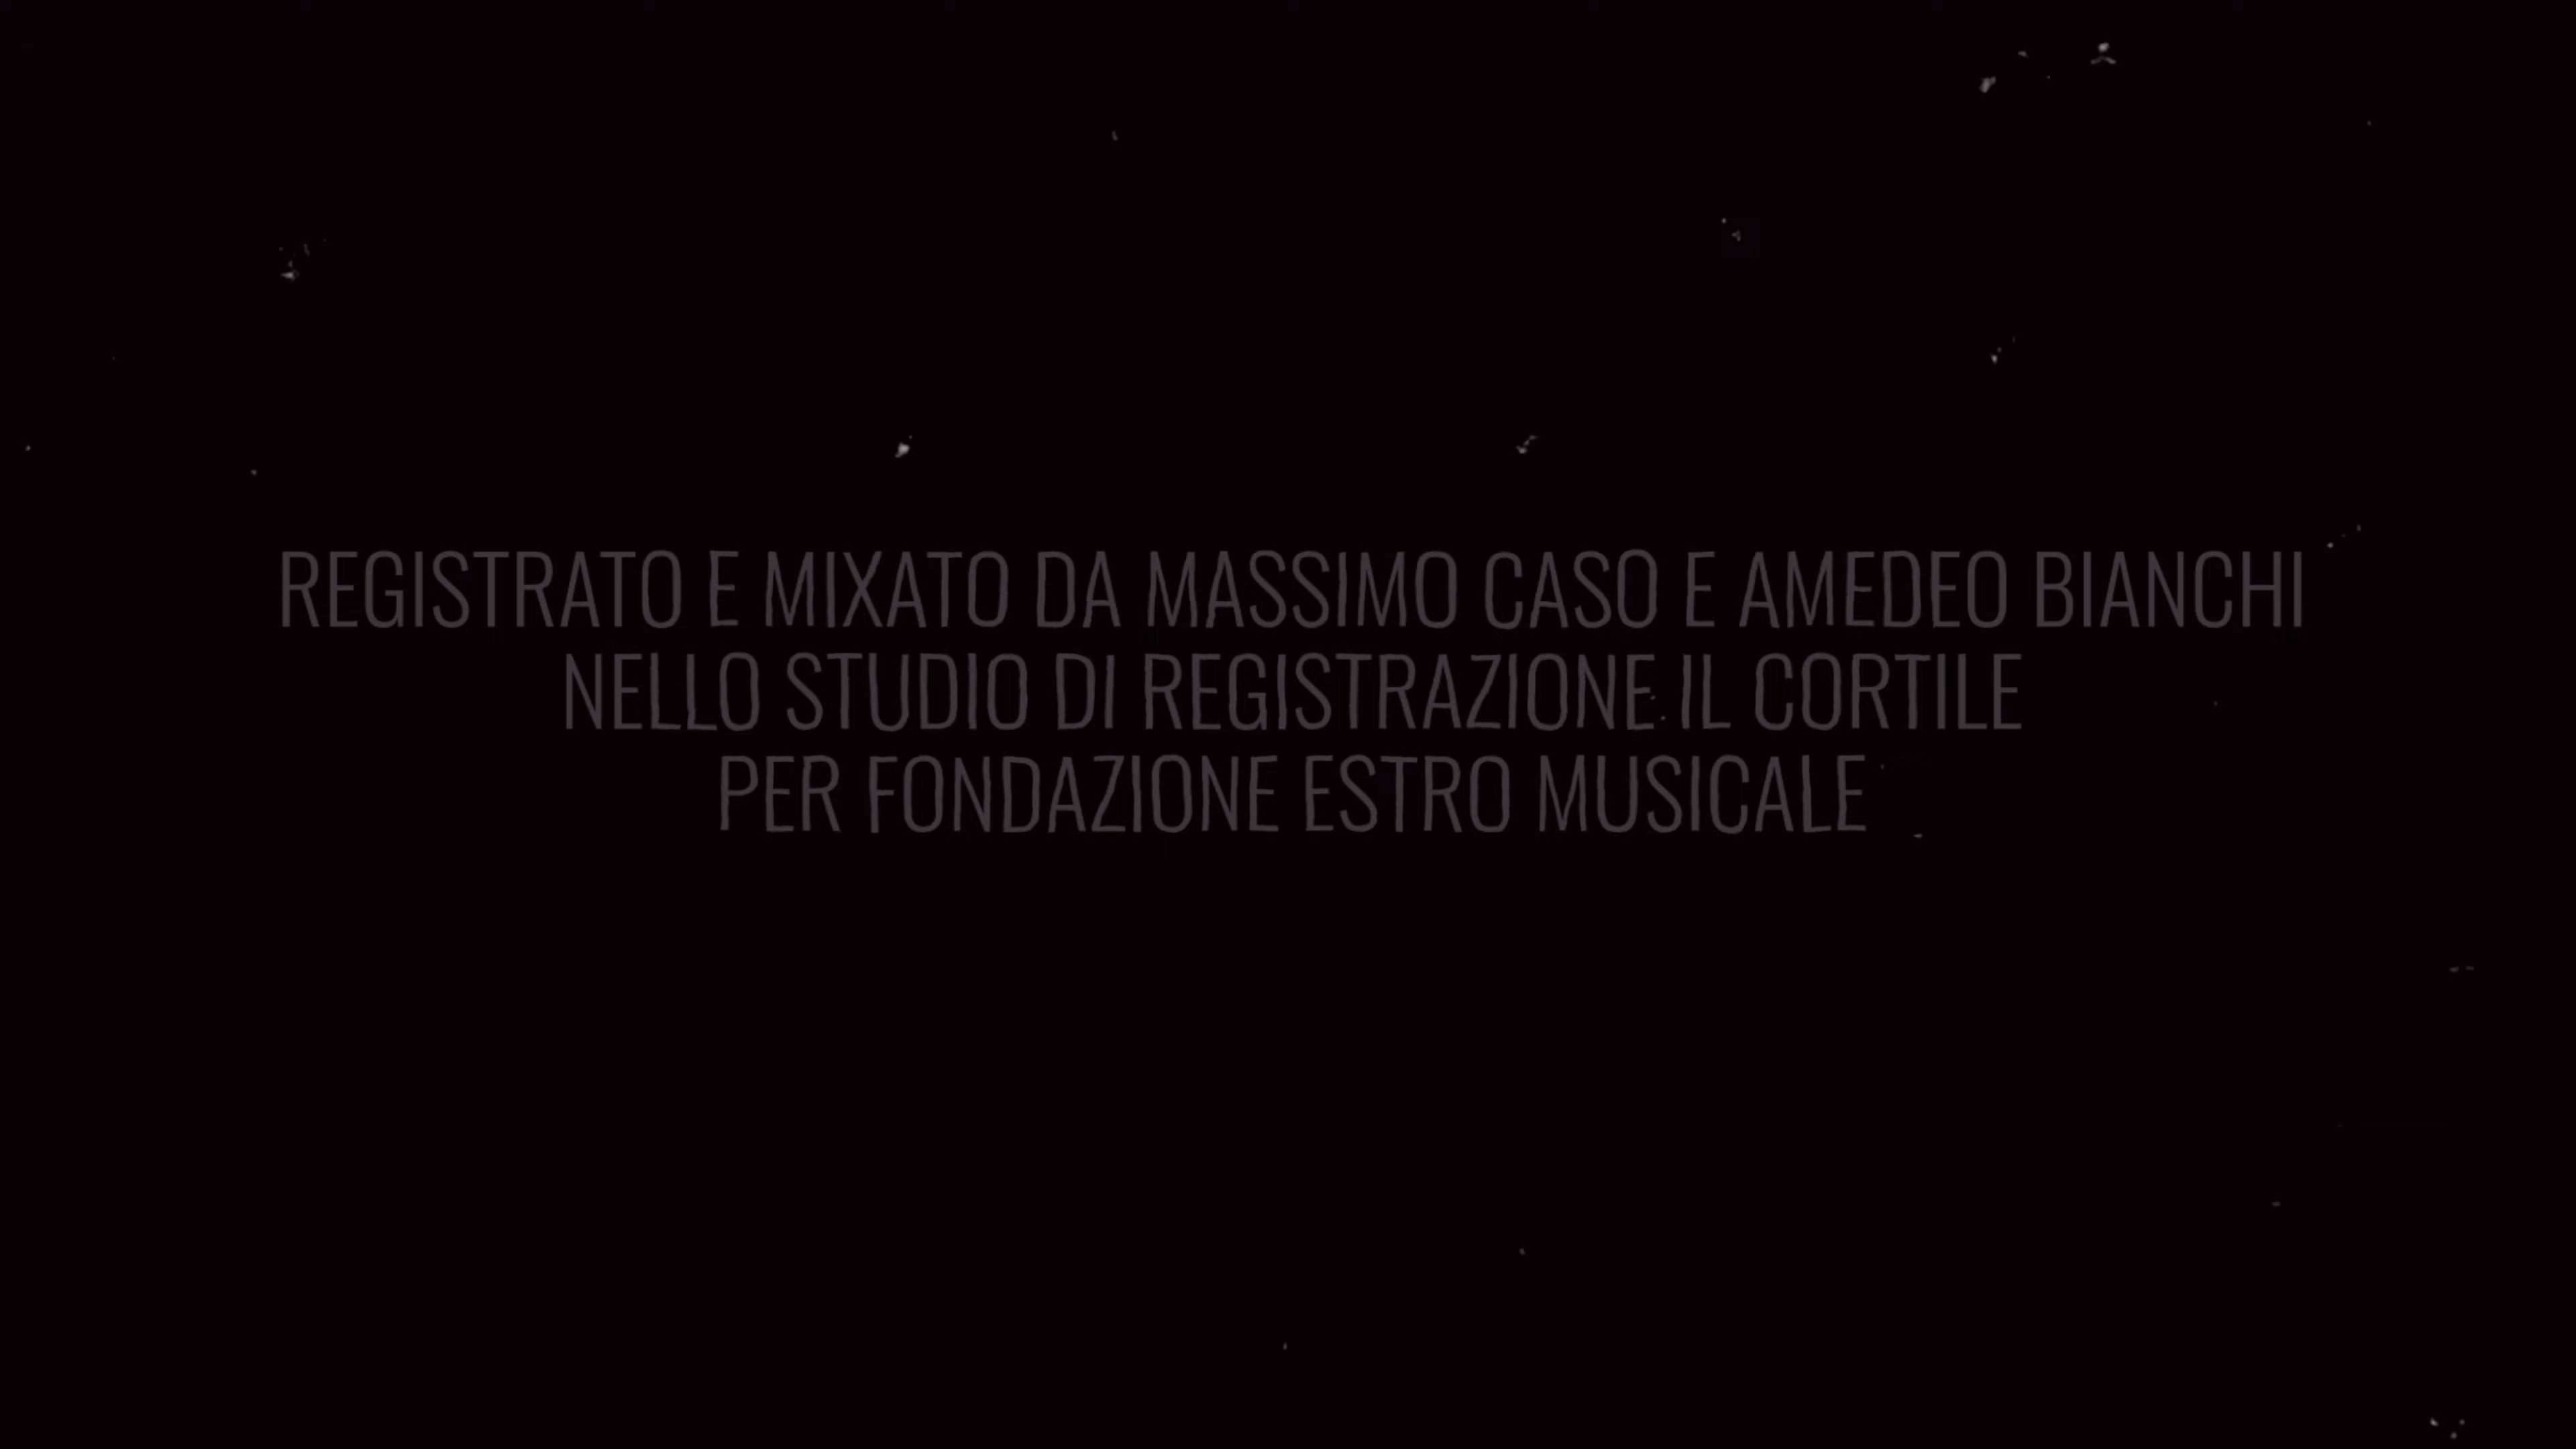 REGISTRATO E MIXATO DA MASSIMO CASO E AMEDEO BIANCHI
NELLO STUDIO DI REGISTRAZIONE IL CORTILE
PER FONDAZIONE ESTRO MUSICALE